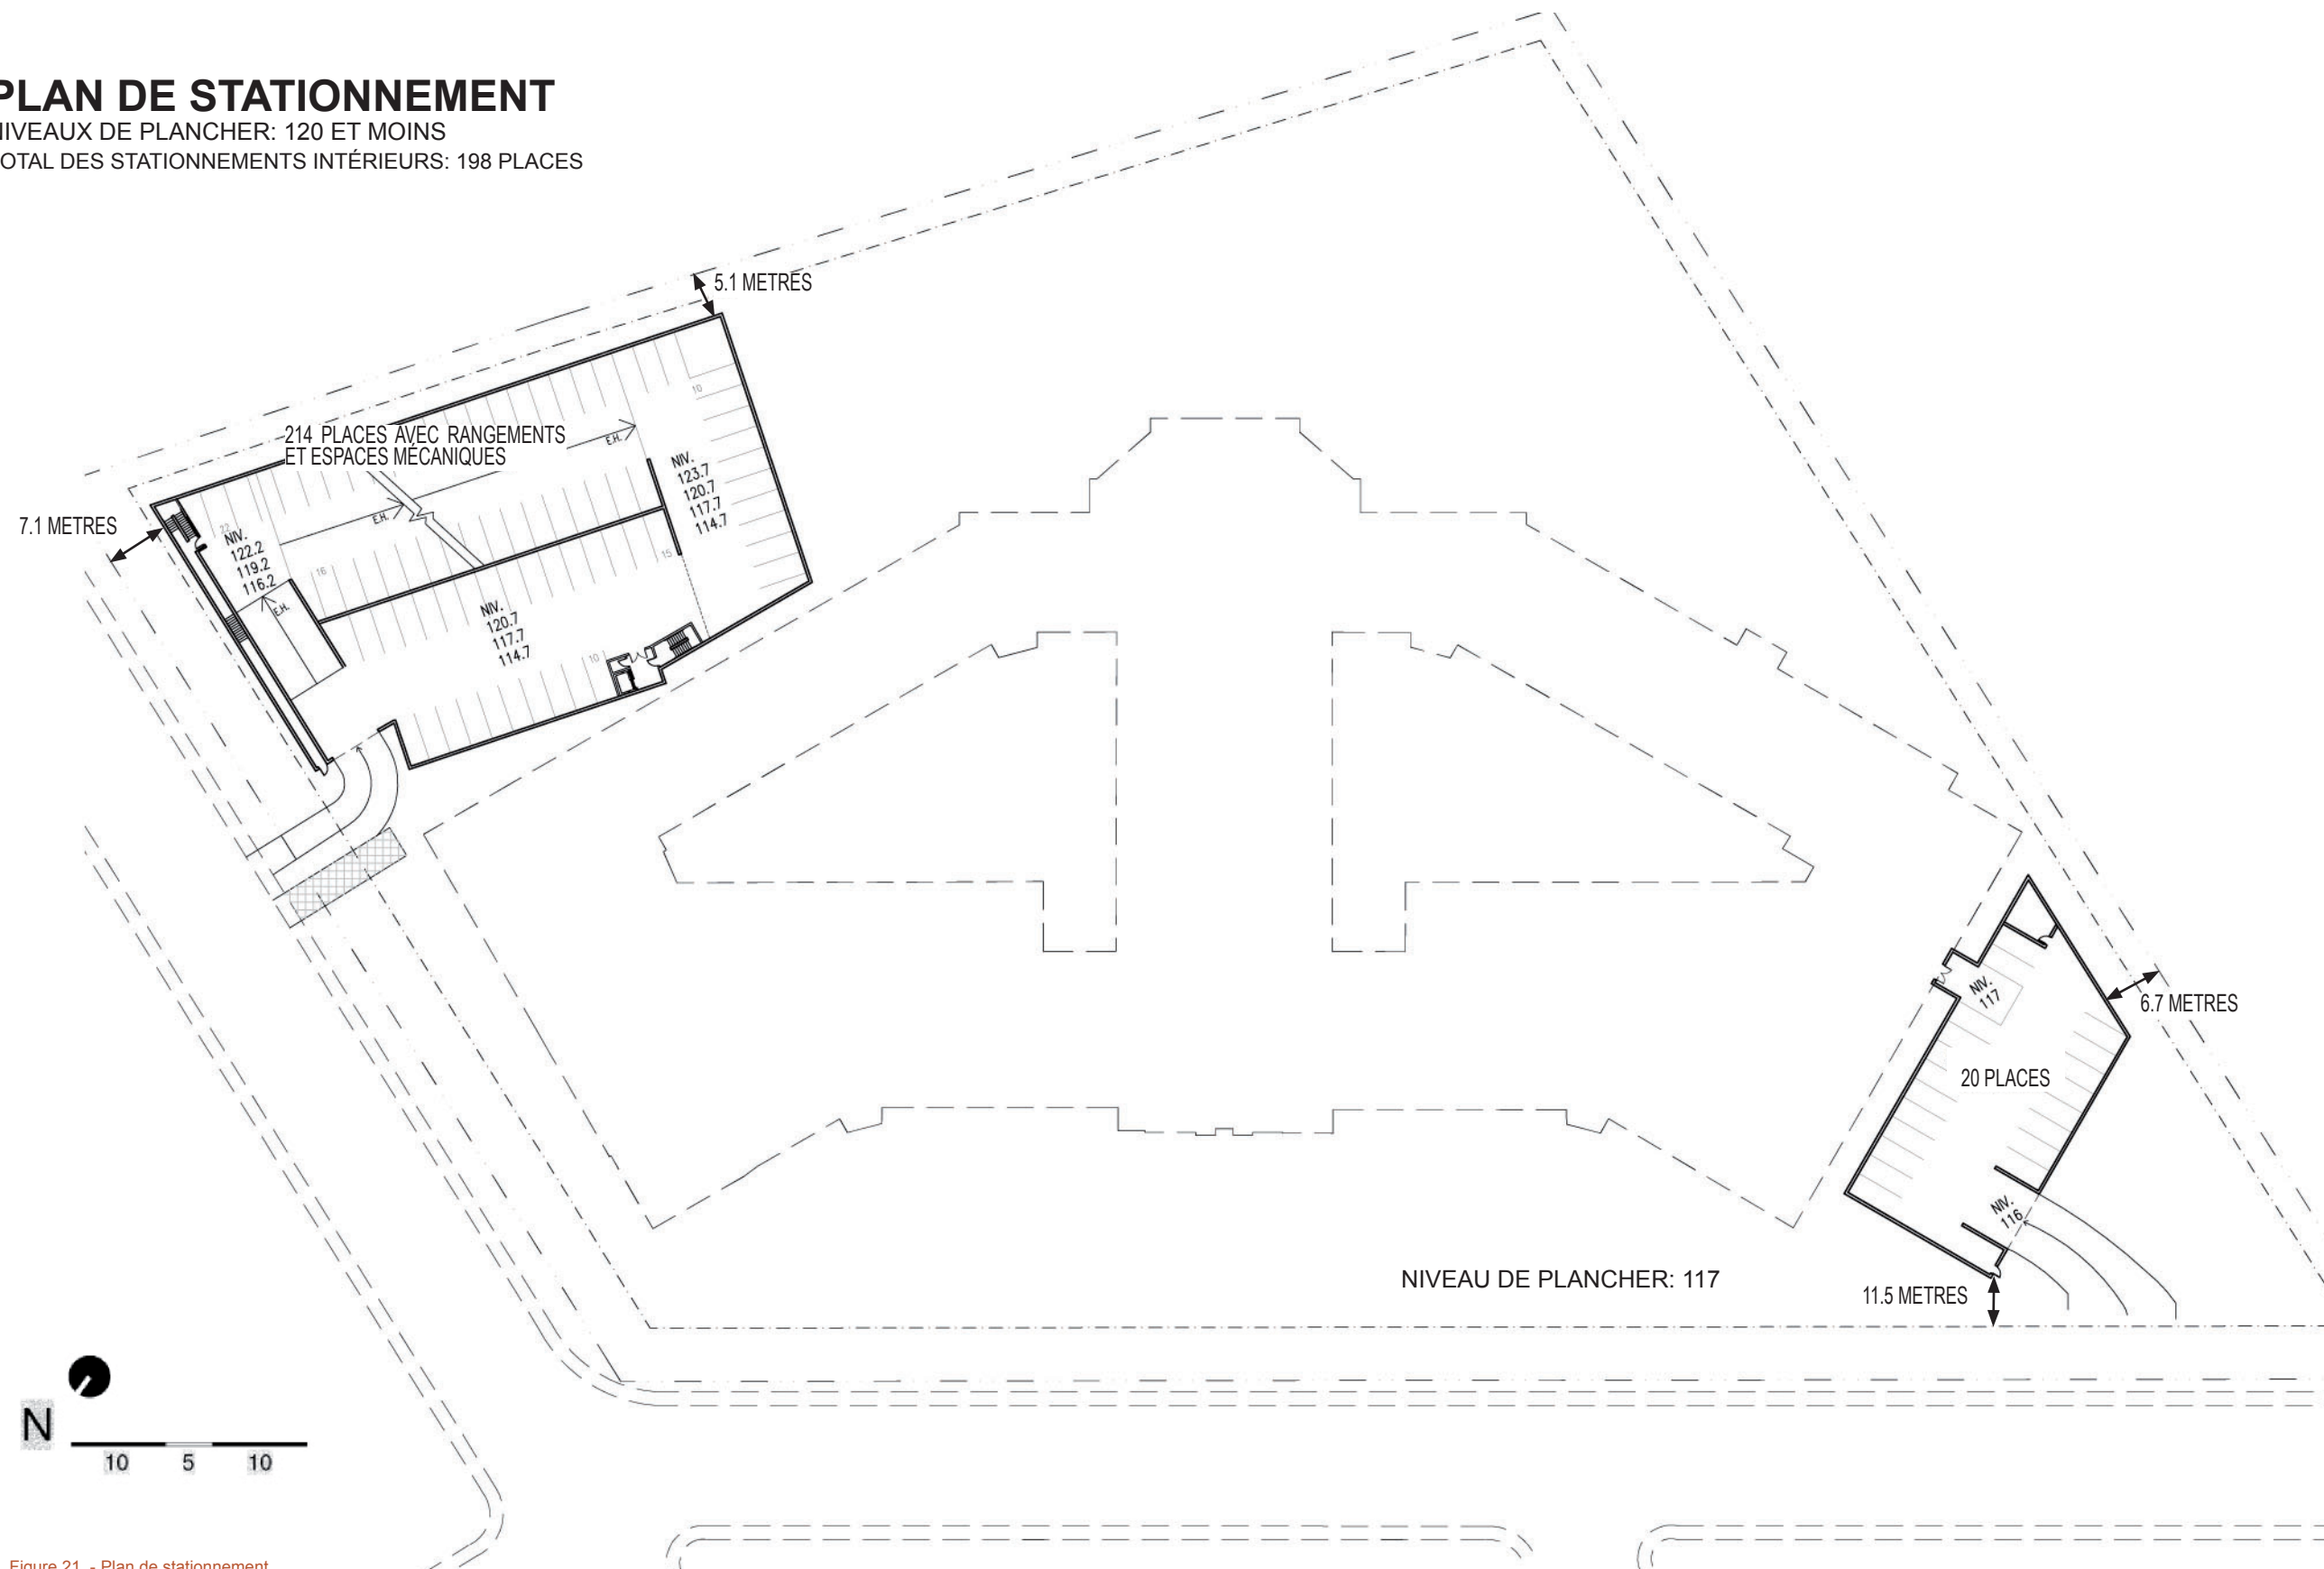 PLAN DE STATIONNEMENT
NIVEAUX DE PLANCHER: 120 ET MOINS
TOTAL DES STATIONNEMENTS INTÉRIEURS: 198 PLACES
5.1 METRES
10
214 PLACES AVEC RANGEMENTS
ET ESPACES MÉCANIQUES
E.H.
NIV.
123.7
120.7
117.7
114.7
7.1 METRES
22
NIV.
122.2
119.2
116.2
E.H.
16
15
E.H.
NIV.
120.7
117.7
114.7
10
NIV.
117
6.7 METRES
20 PLACES
NIV.
116
NIVEAU DE PLANCHER: 117
11.5 METRES
N
10 5 10
Figure 21. - Plan de stationnement